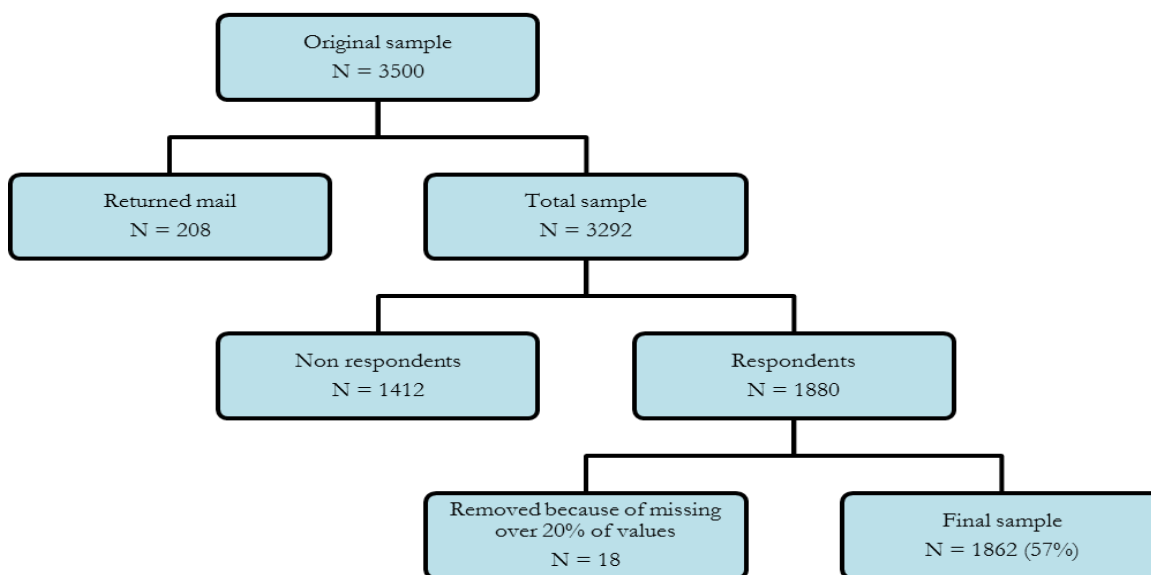 Original sample
N = 3500
Returned mail
N = 208
Total sample
N = 3292
Non respondents
N = 1412
Respondents
N = 1880
Removed because of missing
over 20% of values
N = 18
Final sample
N = 1862 (57%)